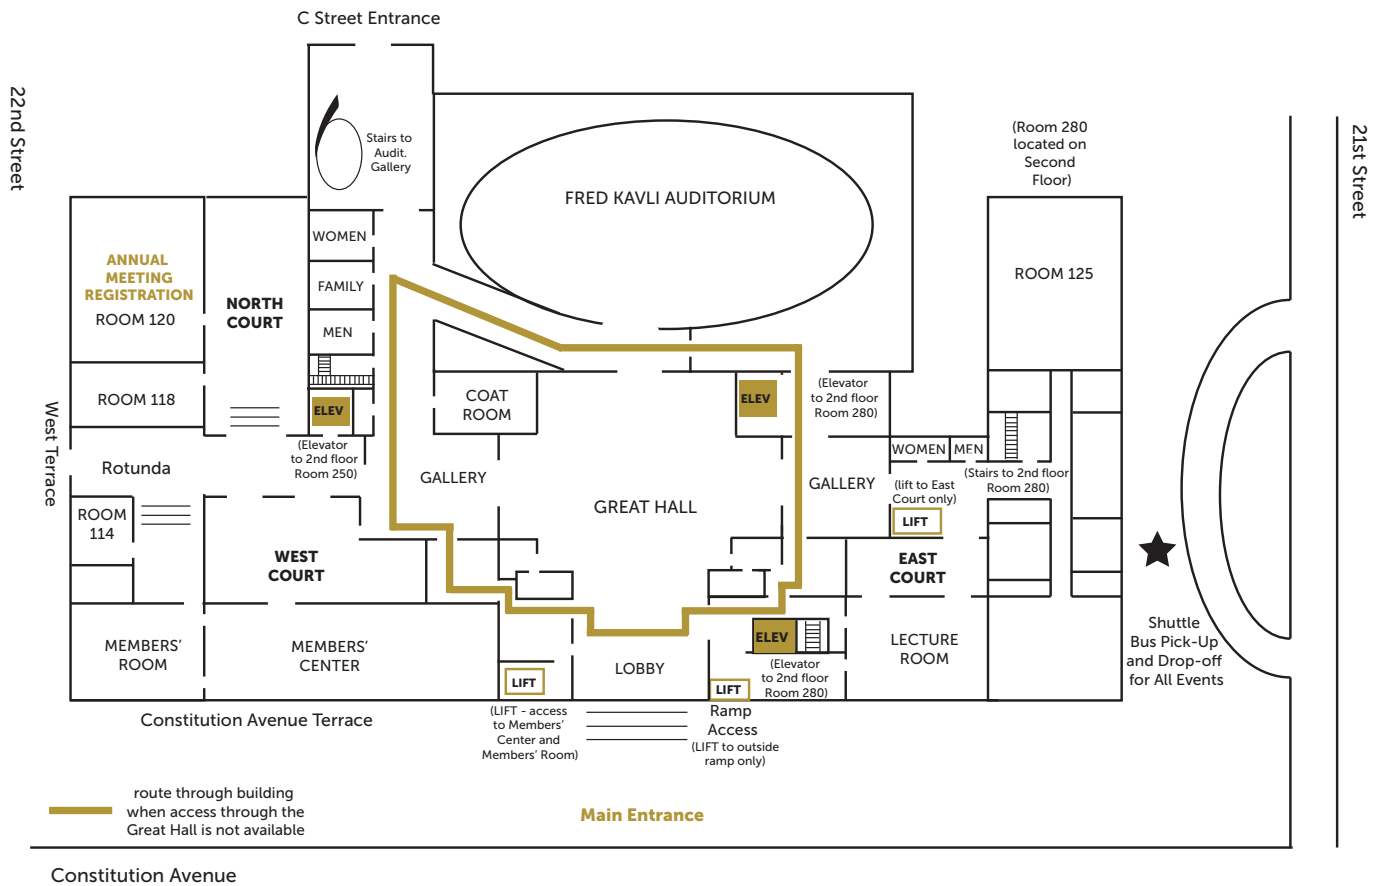 C Street Entrance
22nd Street
21st Street
Stairs to
Audit.
Gallery
(Room 280
located on
Second
Floor)
FRED KAVLI AUDITORIUM
WOMEN
FAMILY
MEN
ANNUAL
MEETING
REGISTRATION
ROOM 120
NORTH
COURT
ROOM 125
ROOM 118
ELEV
(Elevator
to 2nd floor
Room 250)
COAT
ROOM
ELEV
(Elevator
to 2nd floor
Room 280)
West Terrace
Rotunda
GALLERY
GREAT HALL
GALLERY
WOMEN
MEN
(lift to East
Court only)
(Stairs to 2nd floor
Room 280)
LIFT
ROOM
114
WEST
COURT
EAST
COURT
MEMBERS'
ROOM
MEMBERS'
CENTER
LOBBY
ELEV
(Elevator
to 2nd floor
Room 280)
LECTURE
ROOM
Shuttle
Bus Pick-Up
and Drop-off
for All Events
LIFT
LIFT
Constitution Avenue Terrace
(LIFT - access
to Members'
Center and
Members' Room)
Ramp
Access
(LIFT to outside
ramp only)
route through building
when access through the
Great Hall is not available
Main Entrance
Constitution Avenue